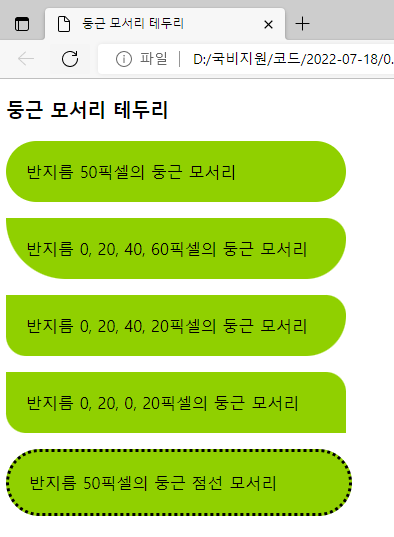 둥근 모서리 테두리
파일 D:/국비지원/코드/2022-07-18/0.
둥근 모서리 테두리
반지름 50픽셀의 둥근 모서리
반지름 0, 20, 40, 60픽셀의 둥근 모서리
반지름 0, 20, 40, 20픽셀의 둥근 모서리
반지름 0, 20, 0, 20픽셀의 둥근 모서리
반지름 50픽셀의 둥근 점선 모서리